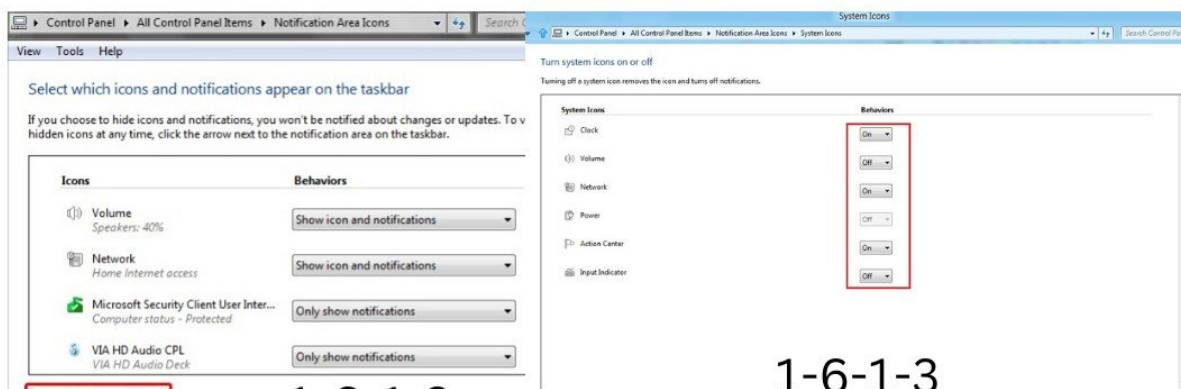 Control Panel ▸ All Control Panel Items ▸ Notification Area Icons
Search
View Tools Help
Select which icons and notifications appear on the taskbar
If you choose to hide icons and notifications, you won't be notified about changes or updates. To v
hidden icons at any time, click the arrow next to the notification area on the taskbar.
Icons Behaviors
Volume Show icon and notifications
Speakers: 40%
Network Show icon and notifications
Home Internet access
Microsoft Security Client User Inter... Only show notifications
Computer status - Protected
VIA HD Audio CPL Only show notifications
VIA HD Audio Deck
System Icons
Control Panel ▸ All Control Panel Items ▸ Notification Area Icons ▸ System Icons
Search Control Pa
Turn system icons on or off
Turning off a system icon removes the icon and turns off notifications.
System Icons Behaviors
Clock On
Volume Off
Network On
Power Off
Action Center On
Input Indicator Off
1-6-1-3